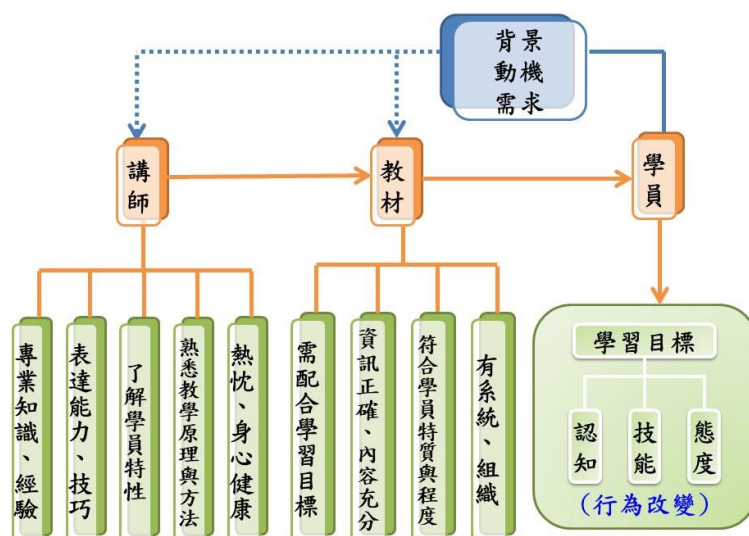 背景
動機
需求
講師
教材
學員
專業知識、經驗
表達能力、技巧
了解學員特性
熟悉教學原理與方法
熱忱、身心健康
需配合學習目標
資訊正確、內容充分
符合學員特質與程度
有系統、組織
學習目標
認知
技能
態度
(行為改變)